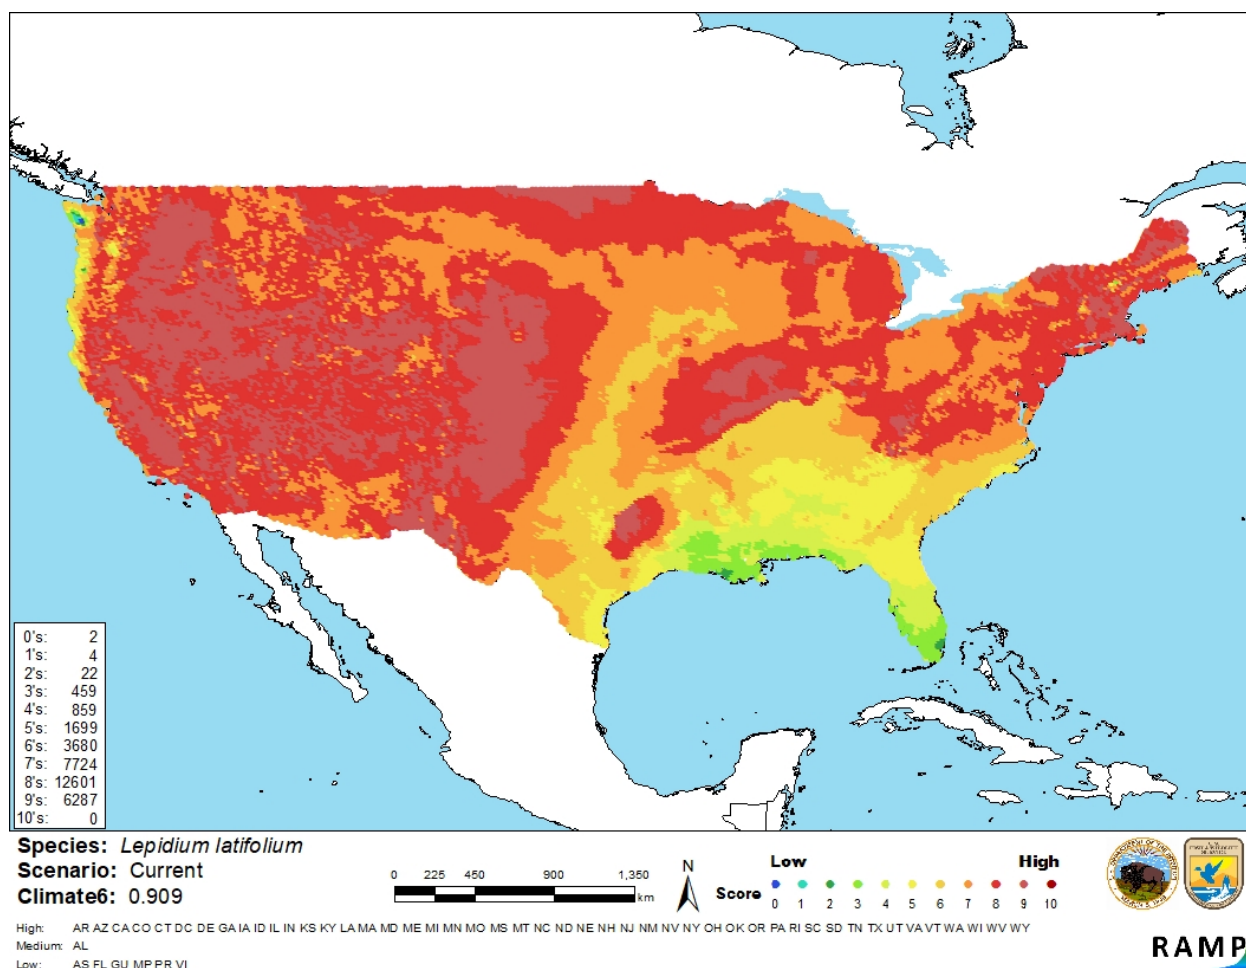 0's: 2
1's: 4
2's: 22
3's: 459
4's: 859
5's: 1699
6's: 3680
7's: 7724
8's: 12601
9's: 6287
10's: 0
Species: Lepidium latifolium
Scenario: Current
Climate6: 0.909
0 225 450 900 1,350
km
N
Low High
Score 0 1 2 3 4 5 6 7 8 9 10
High: AR AZ CA CO CT DC DE GA IA ID IL IN KS KY LA MA MD ME MI MN MO MS MT NC ND NE NH NJ NM NV NY OH OK OR PA RI SC SD TN TX UT VA VT WA WI WV WY
Medium: AL
Low: AS FL GU MP PR VI
RAMP